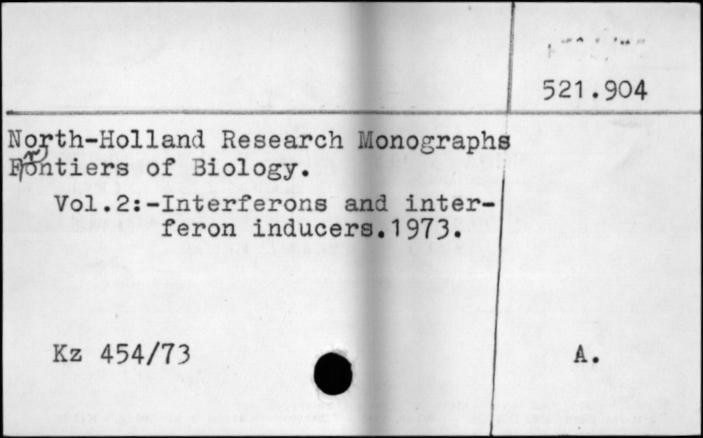 521.904
North-Holland Research Monographs
Frontiers of Biology.
Vol.2:-Interferons and inter-
feron inducers.1973.
Kz 454/73
A.